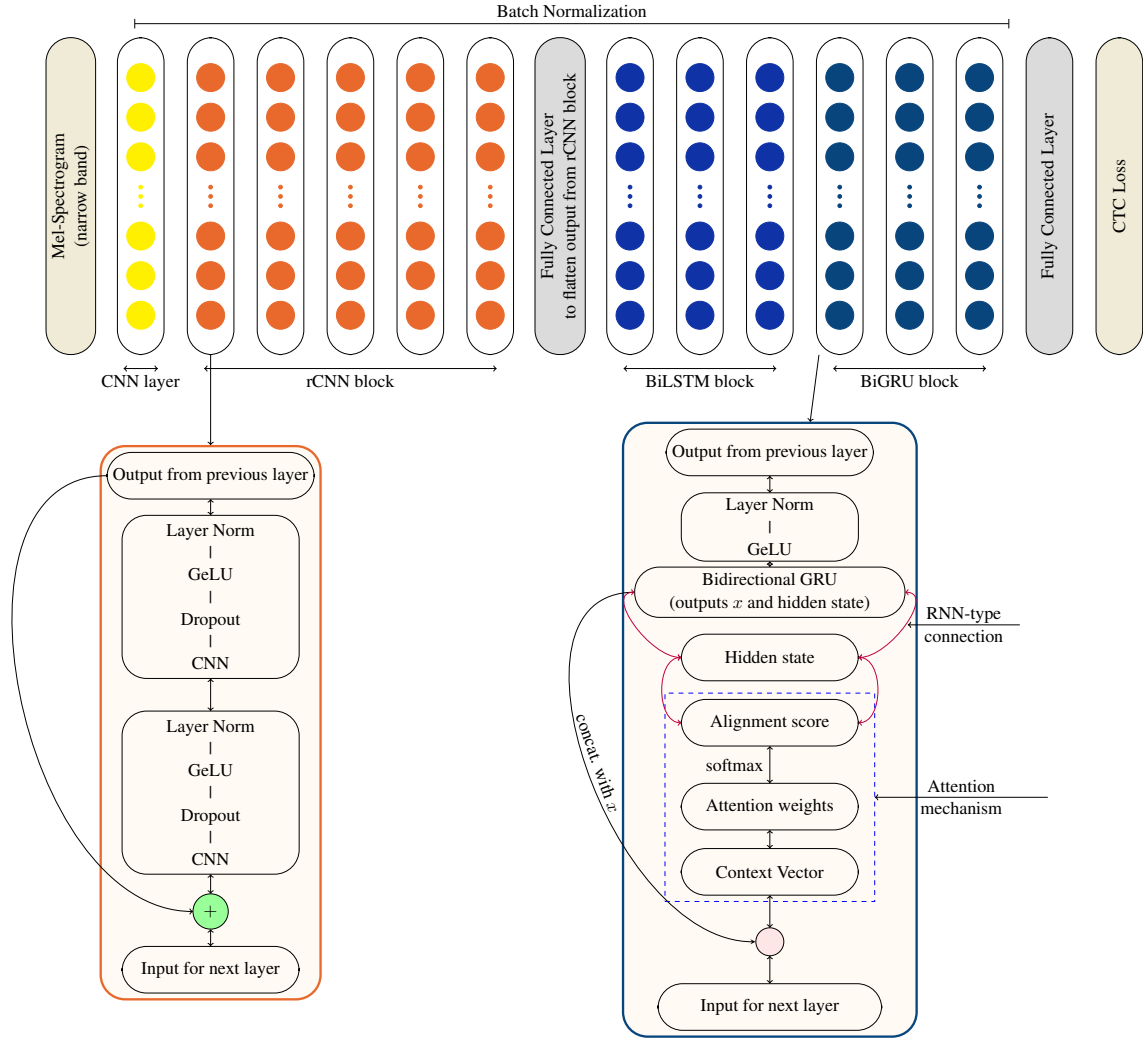 Batch Normalization
Mel-Spectrogram
(narrow band)
Fully Connected Layer
to flatten output from rCNN block
Fully Connected Layer
CTC Loss
CNN layer
rCNN block
BiLSTM block
BiGRU block
Output from previous layer
Layer Norm
GeLU
Dropout
CNN
Layer Norm
GeLU
Dropout
CNN
+
Input for next layer
Output from previous layer
Layer Norm
GeLU
Bidirectional GRU
(outputs x and hidden state)
RNN-type
connection
Hidden state
Alignment score
concat. with x
softmax
Attention weights
Attention
mechanism
Context Vector
Input for next layer